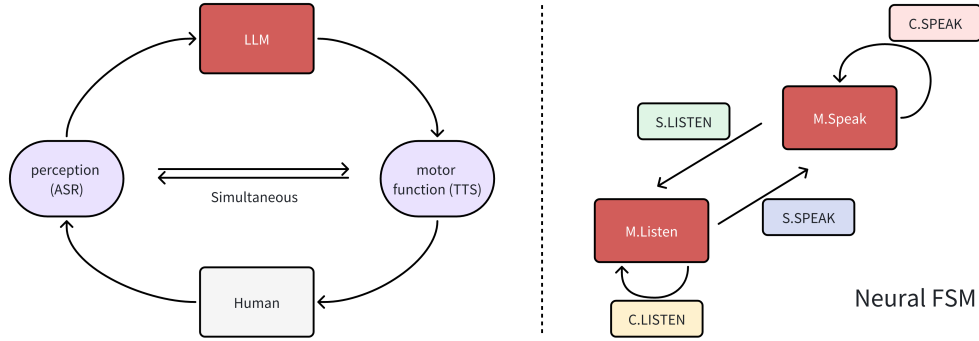 LLM
perception
(ASR)
motor
function (TTS)
Simultaneous
Human
C.SPEAK
M.Speak
S.LISTEN
M.Listen
S.SPEAK
C.LISTEN
Neural FSM